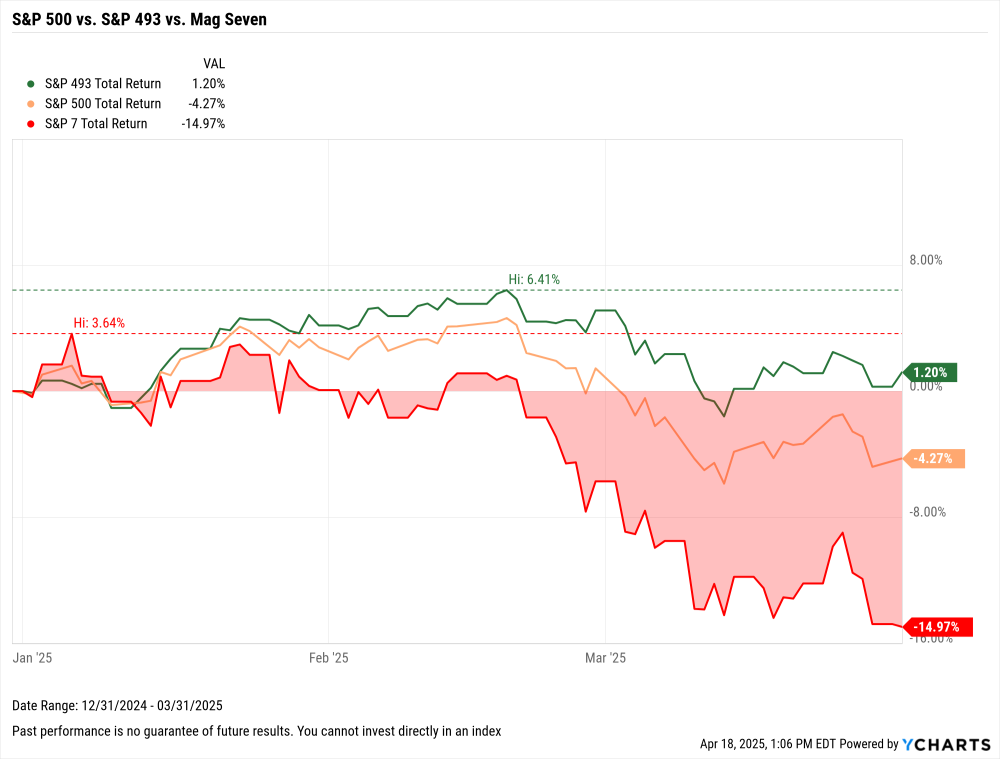 S&P 500 vs. S&P 493 vs. Mag Seven
VAL
S&P 493 Total Return 1.20%
S&P 500 Total Return -4.27%
S&P 7 Total Return -14.97%
8.00%
Hi: 6.41%
Hi: 3.64%
1.20%
0.00%
-4.27%
-8.00%
-14.97%
-16.00%
Jan '25 Feb '25 Mar '25
Date Range: 12/31/2024 - 03/31/2025
Past performance is no guarantee of future results. You cannot invest directly in an index
Apr 18, 2025, 1:06 PM EDT Powered by YCHARTS